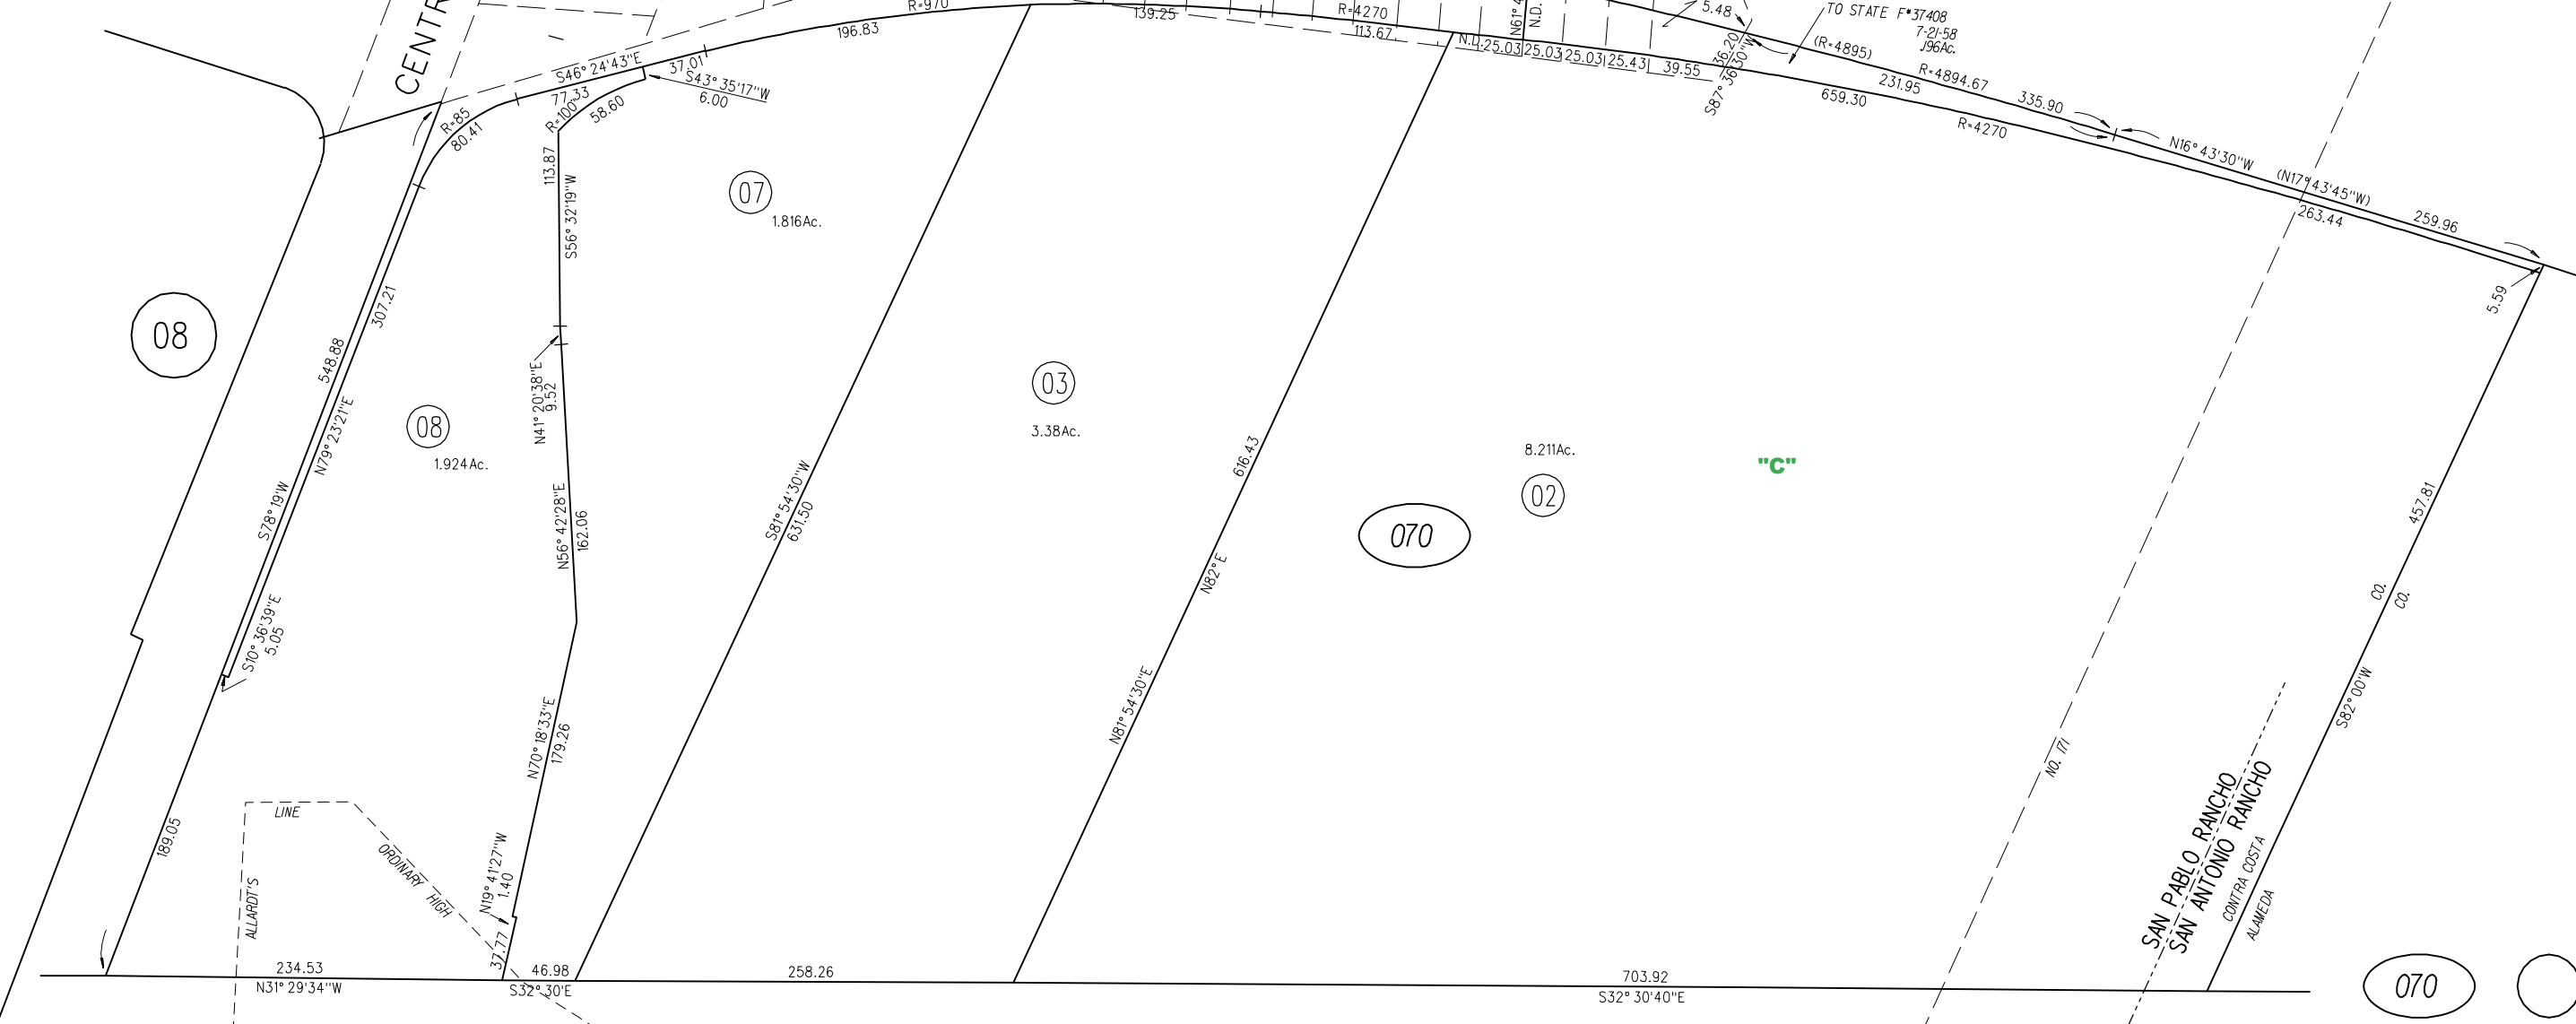 CENTR
R=970
196.83
139.25
R=4270
113.67
N61° 4
N.D.
N.D.
25.03
25.03
25.03
25.43
39.55
5.48
36.20
S87° 36'30"W
TO STATE F#37408
7-21-58
.196Ac.
(R=4895)
R=4894.67
231.95
659.30
335.90
R=4270
N16° 43'30"W
(N17° 43'45"W)
263.44
259.96
5.59
S46° 24'43"E
37.01
77.33
S43° 35'17"W
6.00
R=85
80.41
R=100
58.60
113.87
S56° 32'19"W
07
1.816Ac.
08
307.21
548.88
N79° 23'21"E
S78° 19'W
08
1.924Ac.
N41° 20'38"E
9.52
N56° 42'28"E
162.06
S10° 36'39"E
5.05
189.05
N70° 18'33"E
179.26
N19° 41'27"W
1.40
37.77
LINE
ORDINARY HIGH
ALLARDT'S
03
3.38Ac.
S81° 54'30"W
631.50
616.43
N82° E
N81° 54'30"E
8.211Ac.
"C"
02
070
457.81
CO.
CO.
S82° 00'W
NO. 171
SAN PABLO RANCHO
SAN ANTONIO RANCHO
CONTRA COSTA
ALAMEDA
234.53
N31° 29'34"W
46.98
S32° 30'E
258.26
703.92
S32° 30'40"E
070